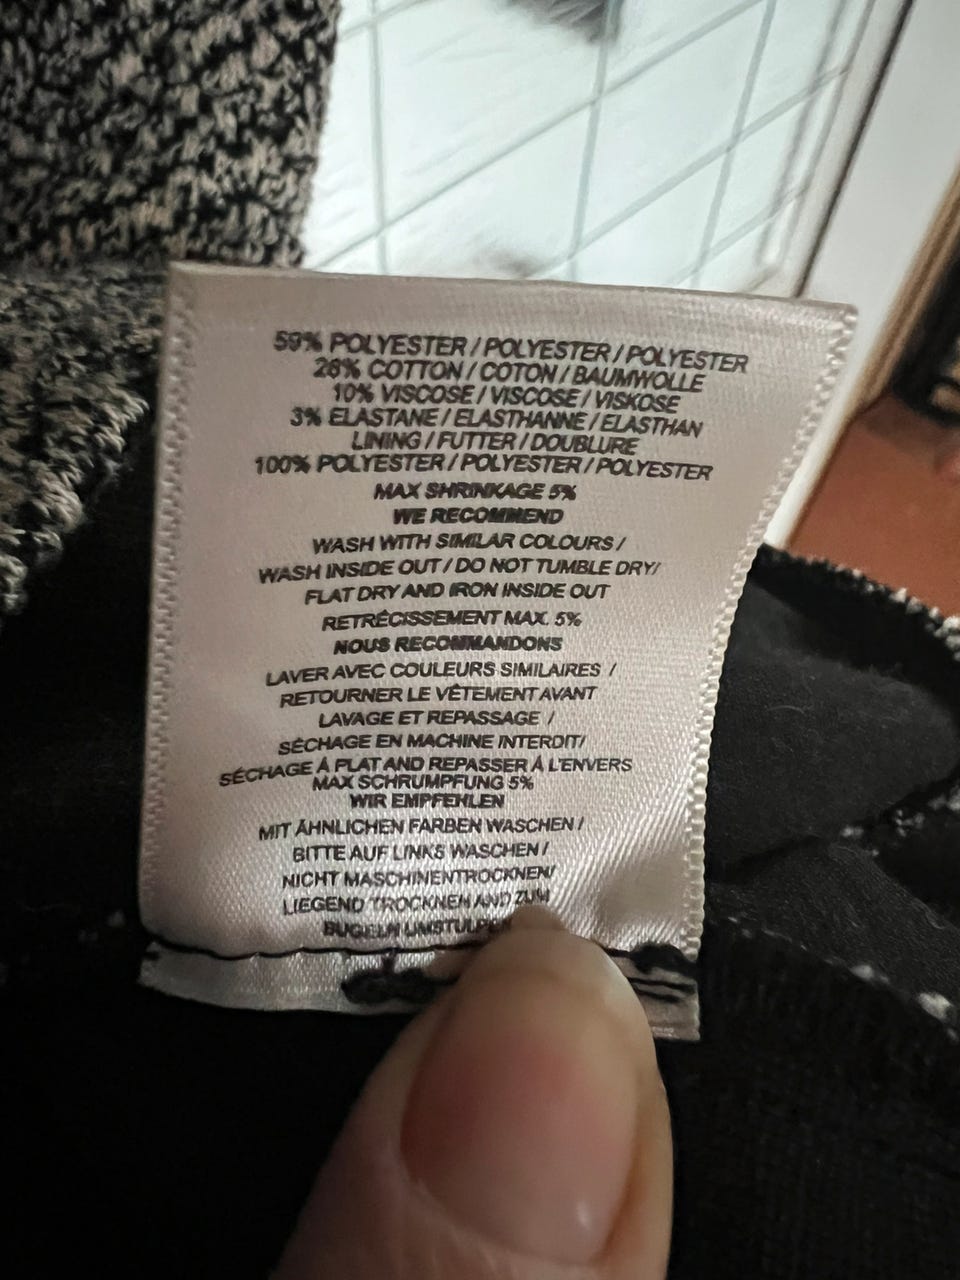 59% POLYESTER / POLYESTER / POLYESTER
28% COTTON / COTON / BAUMWOLLE
10% VISCOSE / VISCOSE / VISKOSE
3% ELASTANE / ELASTHANNE / ELASTHAN
LINING / FUTTER / DOUBLURE
100% POLYESTER / POLYESTER / POLYESTER
MAX SHRINKAGE 5%
WE RECOMMEND
WASH WITH SIMILAR COLOURS /
WASH INSIDE OUT / DO NOT TUMBLE DRY/
FLAT DRY AND IRON INSIDE OUT
RETRÉCISSEMENT MAX. 5%
NOUS RECOMMANDONS
LAVER AVEC COULEURS SIMILAIRES /
RETOURNER LE VÊTEMENT AVANT
LAVAGE ET REPASSAGE /
SÉCHAGE EN MACHINE INTERDIT/
SÉCHAGE À PLAT AND REPASSER À L'ENVERS
MAX SCHRUMPFUNG 5%
WIR EMPFEHLEN
MIT ÄHNLICHEN FARBEN WASCHEN /
BITTE AUF LINKS WASCHEN /
NICHT MASCHINENTROCKNEN/
LIEGEND TROCKNEN AND ZUM
BÜGELN UMSTÜLPEN